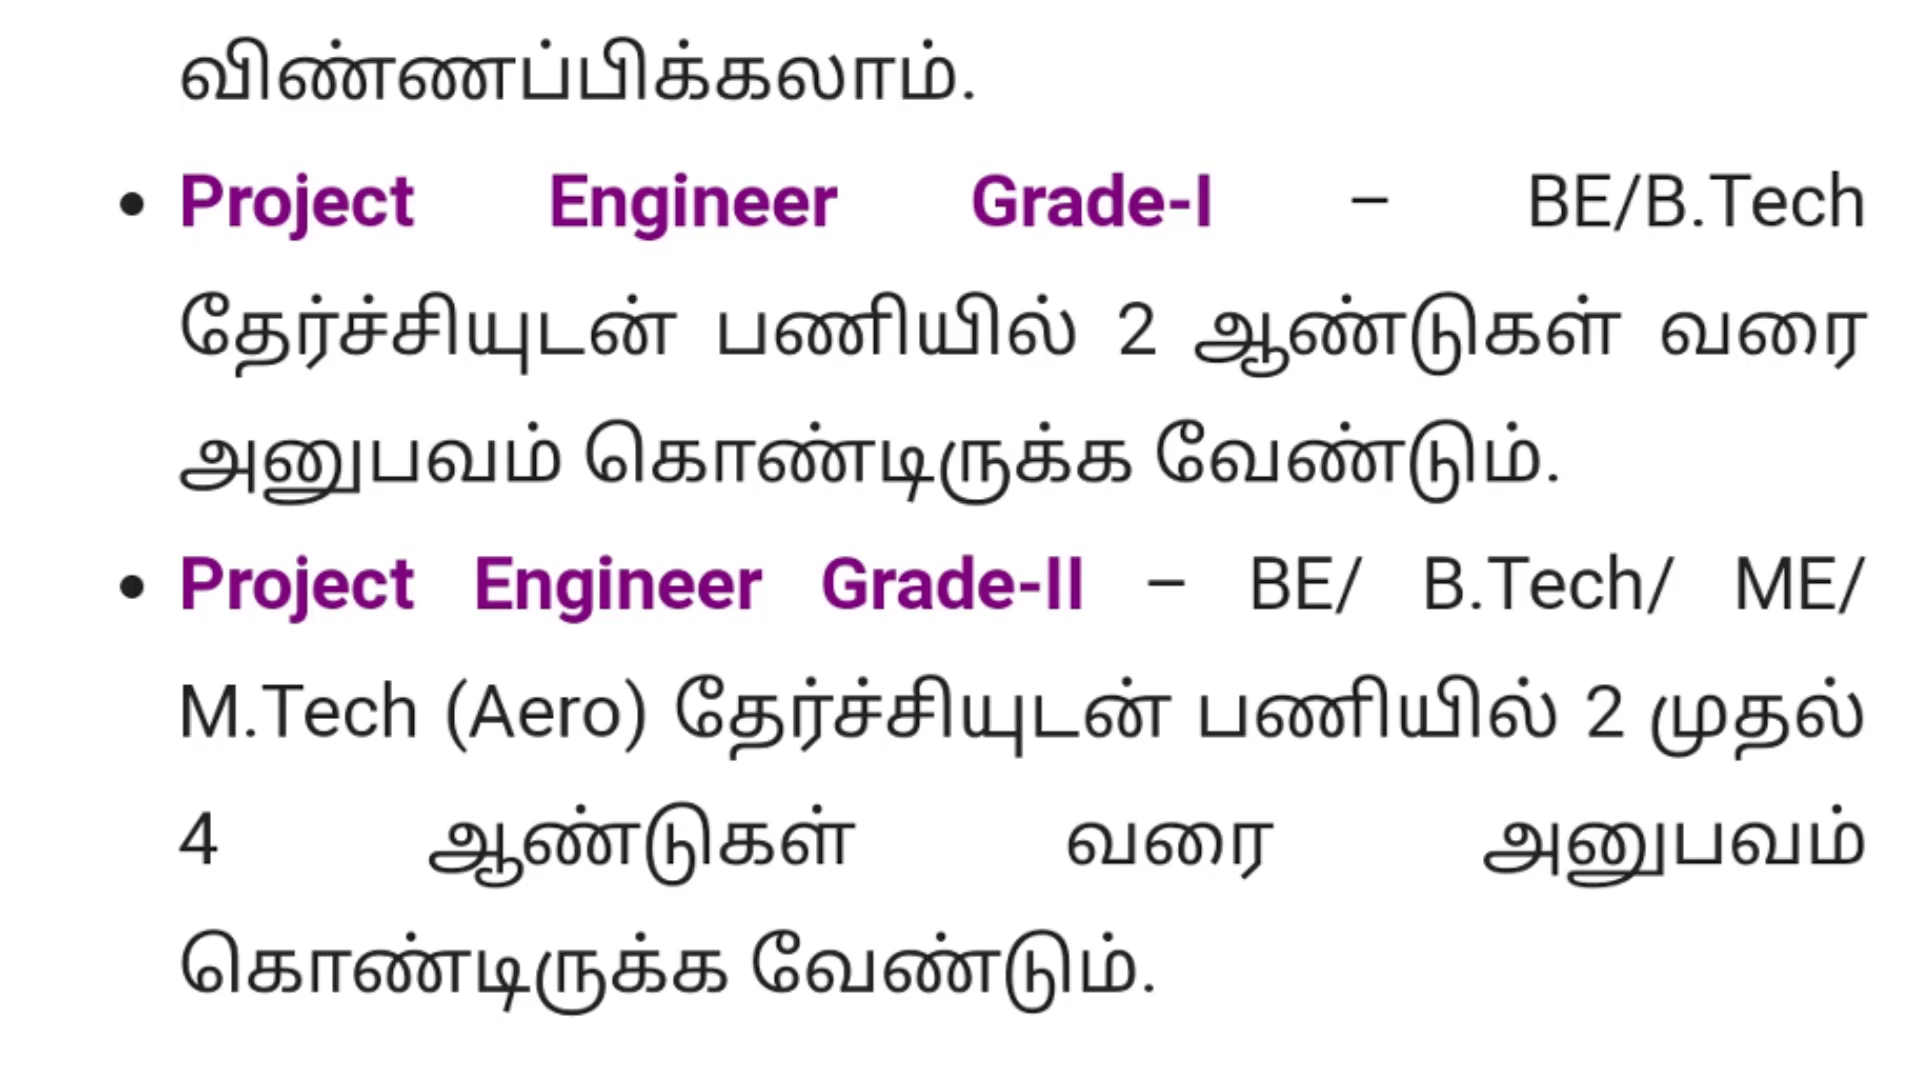 விண்ணப்பிக்கலாம்.
• Project Engineer Grade-I – BE/B.Tech
தேர்ச்சியுடன் பணியில் 2 ஆண்டுகள் வரை
அனுபவம் கொண்டிருக்க வேண்டும்.
• Project Engineer Grade-II – BE/ B.Tech/ ME/
M.Tech (Aero) தேர்ச்சியுடன் பணியில் 2 முதல்
4 ஆண்டுகள் வரை அனுபவம்
கொண்டிருக்க வேண்டும்.